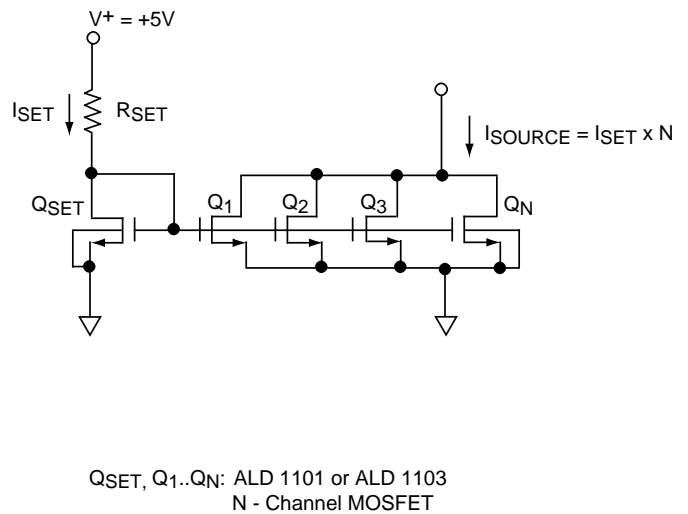 V+ = +5V
ISET
RSET
ISOURCE = ISET x N
QSET
Q1
Q2
Q3
QN
QSET, Q1..QN: ALD 1101 or ALD 1103
N - Channel MOSFET